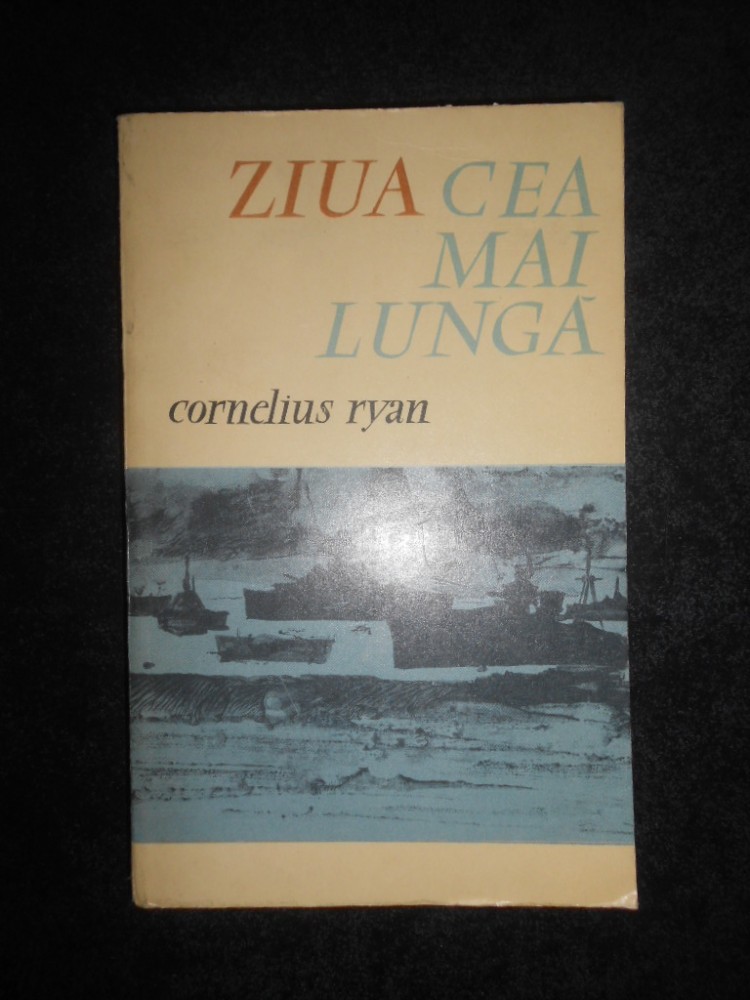 ZIUA CEA
MAI
LUNGĂ
cornelius ryan